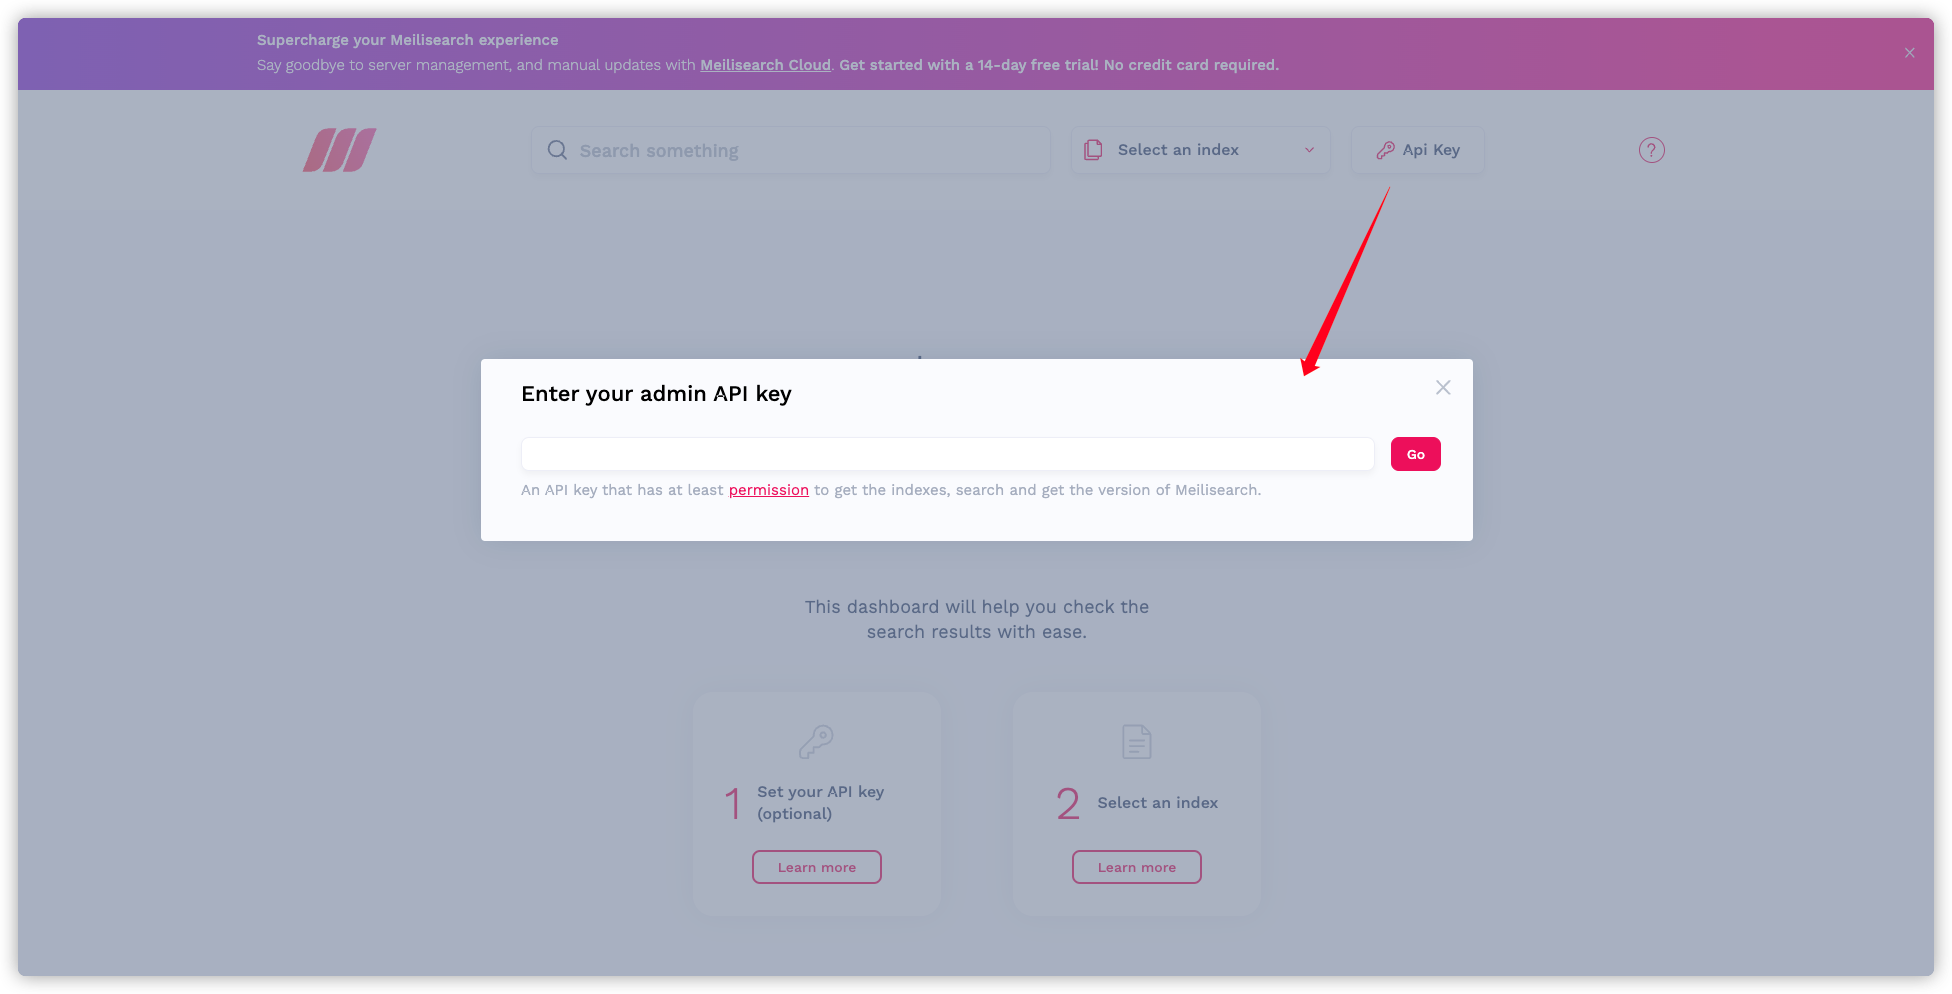 Supercharge your Meilisearch experience
Say goodbye to server management, and manual updates with Meilisearch Cloud. Get started with a 14-day free trial! No credit card required.
Search something
Select an index
Api Key
?
Enter your admin API key
Go
An API key that has at least permission to get the indexes, search and get the version of Meilisearch.
This dashboard will help you check the
search results with ease.
1 Set your API key
(optional)
Learn more
2 Select an index
Learn more